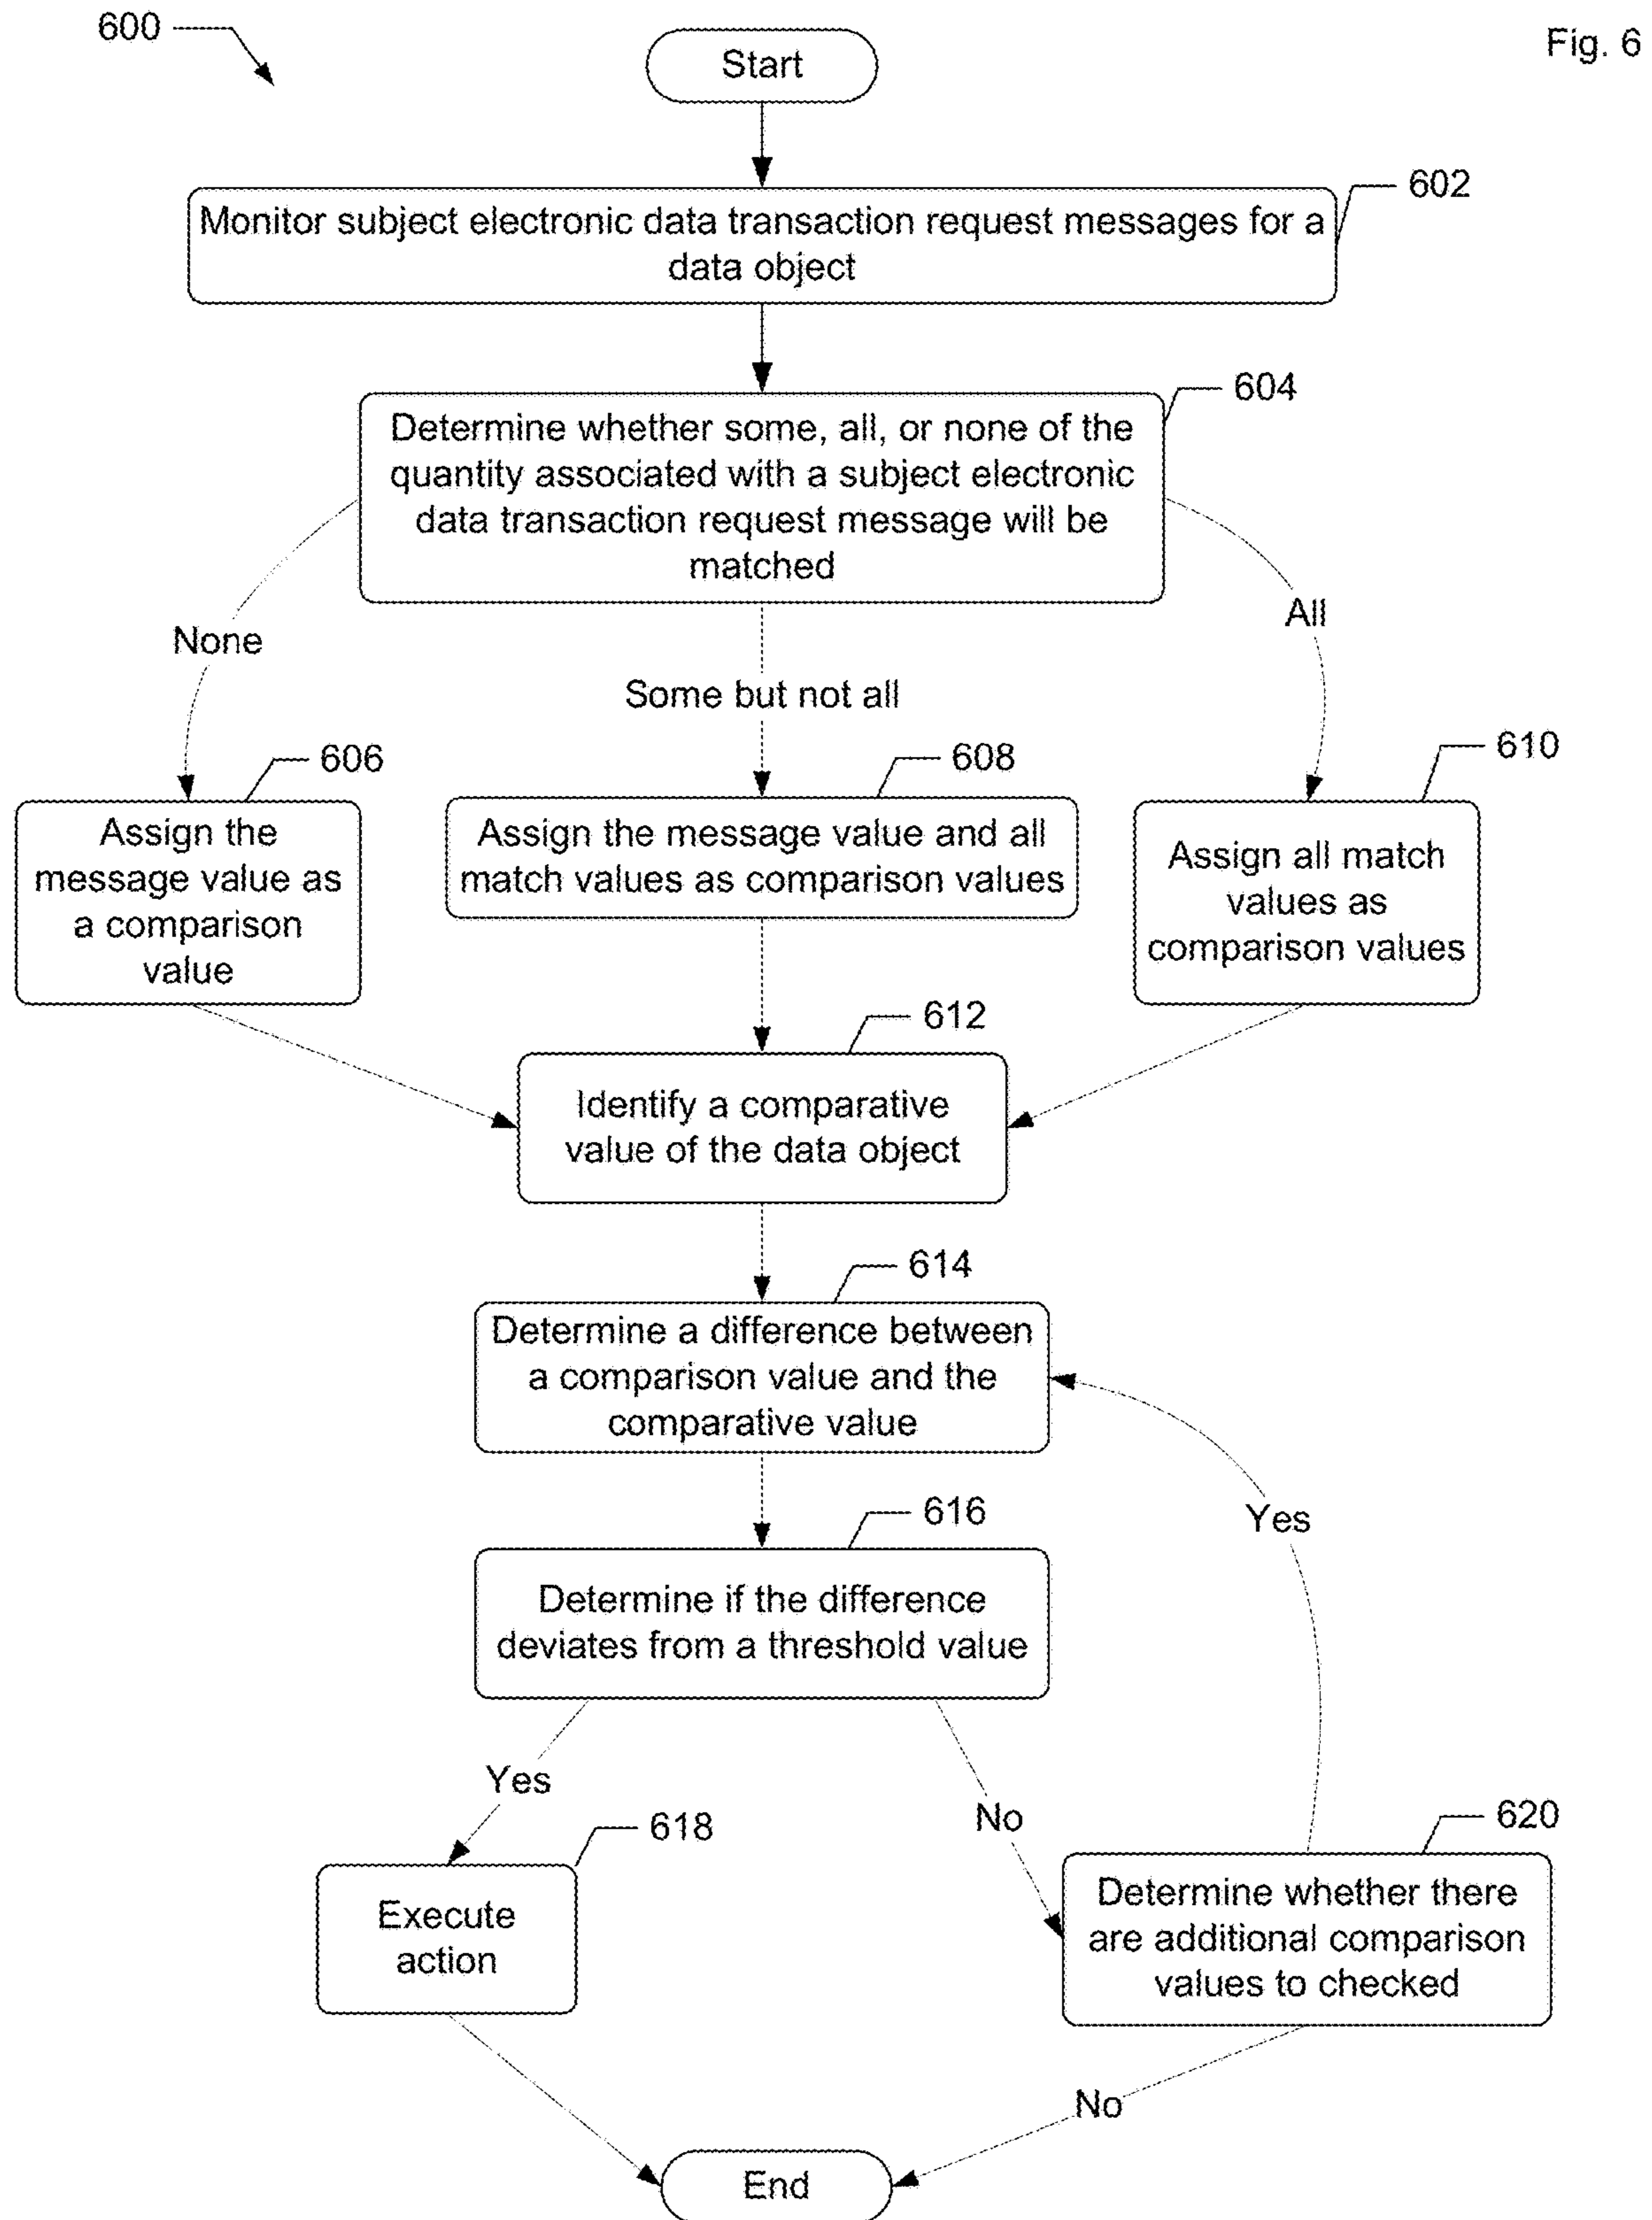 600
Start
Fig. 6
602
Monitor subject electronic data transaction request messages for a
data object
604
Determine whether some, all, or none of the
quantity associated with a subject electronic
data transaction request message will be
matched
None
Some but not all
All
606
Assign the
message value as
a comparison
value
608
Assign the message value and all
match values as comparison values
610
Assign all match
values as
comparison values
612
Identify a comparative
value of the data object
614
Determine a difference between
a comparison value and the
comparative value
616
Determine if the difference
deviates from a threshold value
Yes
Yes
No
618
Execute
action
620
Determine whether there
are additional comparison
values to checked
No
End